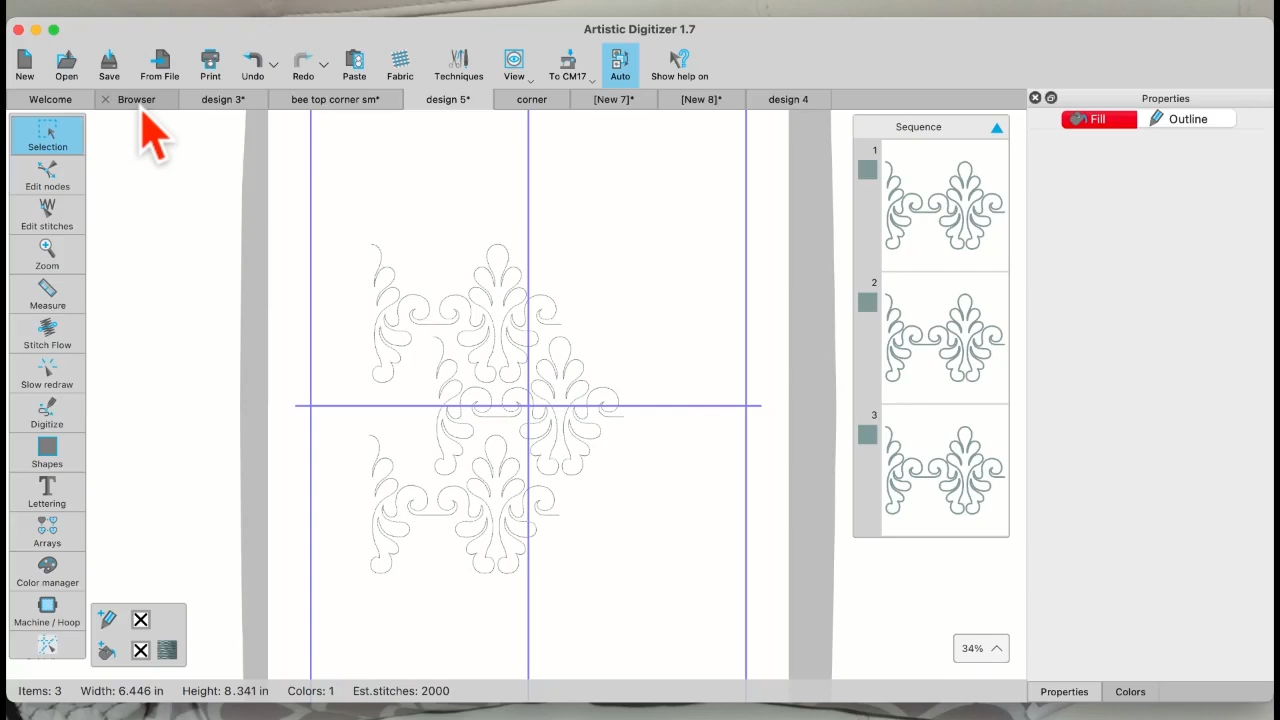 Artistic Digitizer 1.7
New Open Save From File Print Undo Redo Paste Fabric Techniques View To CM17 Auto Show help on
Welcome Browser design 3* bee top corner sm* design 5* corner [New 7]* [New 8]* design 4
Properties
Fill Outline
Selection
Edit nodes
Edit stitches
Zoom
Measure
Stitch Flow
Slow redraw
Digitize
Shapes
Lettering
Arrays
Color manager
Machine / Hoop
Sequence
1
2
3
34%
Items: 3 Width: 6.446 in Height: 8.341 in Colors: 1 Est.stitches: 2000
Properties Colors